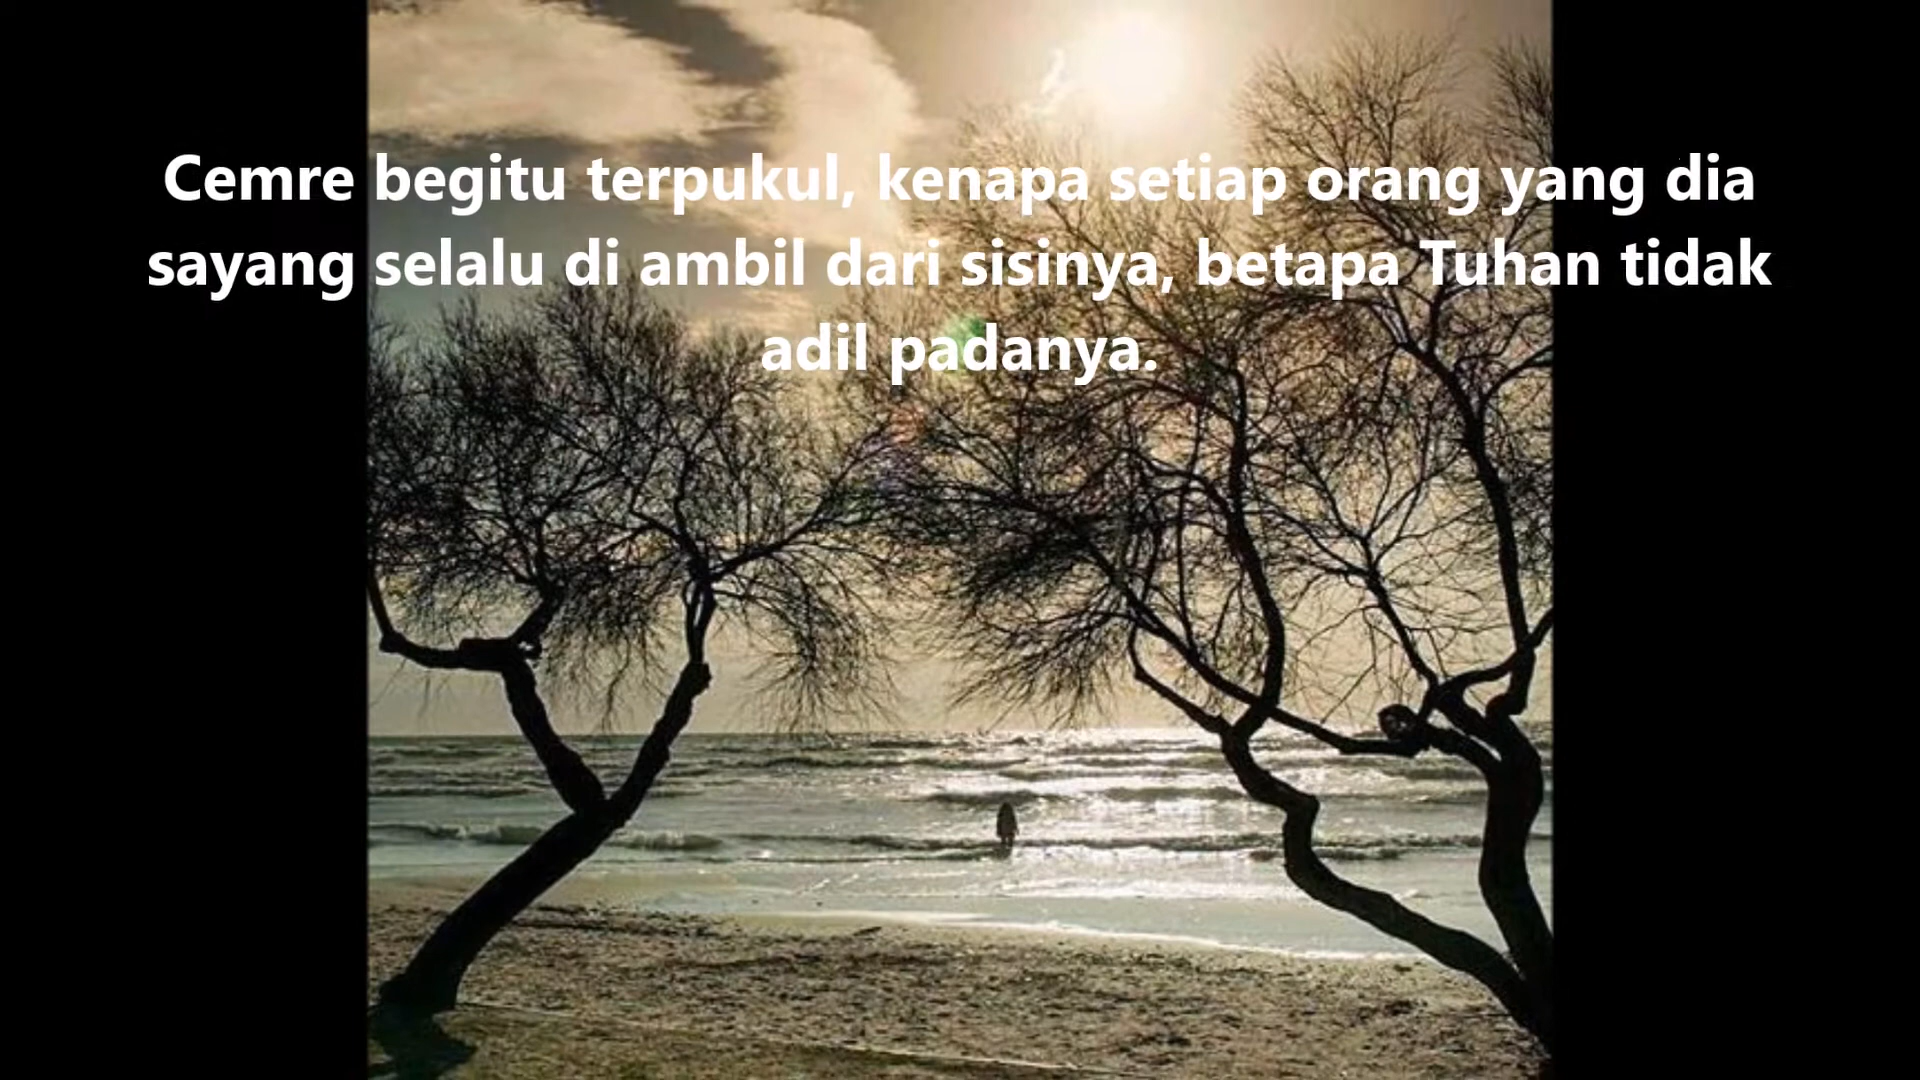 Cemre begitu terpukul, kenapa setiap orang yang dia
sayang selalu di ambil dari sisinya, betapa Tuhan tidak
adil padanya.